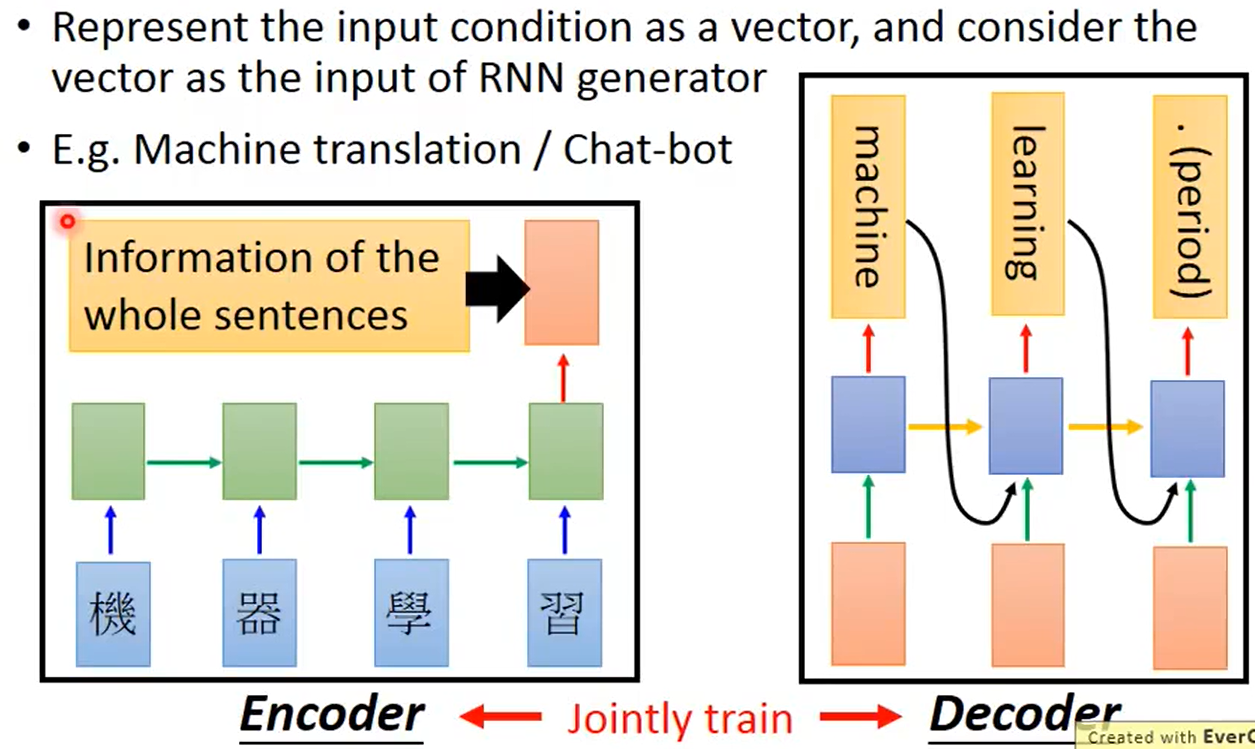 • Represent the input condition as a vector, and consider the
vector as the input of RNN generator
• E.g. Machine translation / Chat-bot
Information of the
whole sentences
機
器
學
習
machine
learning
. (period)
Encoder
Jointly train
Decoder
Created with